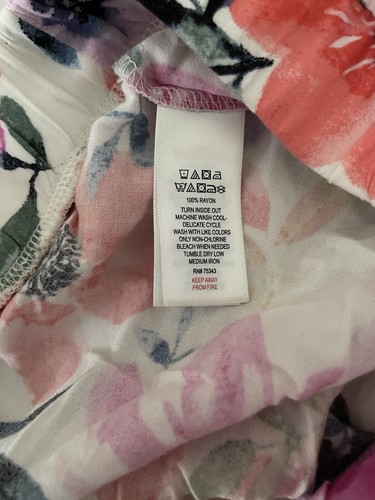 100% RAYON
TURN INSIDE OUT
MACHINE WASH COOL-
DELICATE CYCLE
WASH WITH LIKE COLORS
ONLY NON-CHLORINE
BLEACH WHEN NEEDED
TUMBLE DRY LOW
MEDIUM IRON
RN# 75343
KEEP AWAY
FROM FIRE